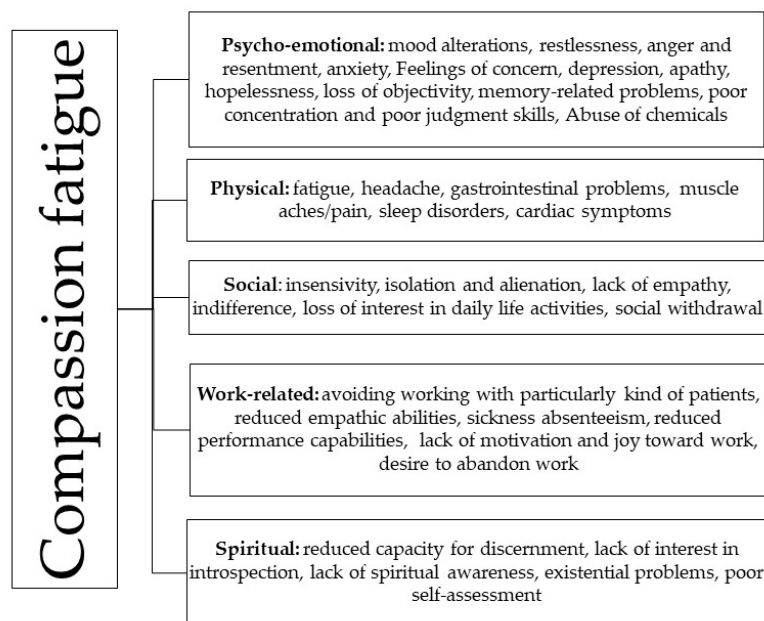 Compassion fatigue
Psycho-emotional: mood alterations, restlessness, anger and
resentment, anxiety, Feelings of concern, depression, apathy,
hopelessness, loss of objectivity, memory-related problems, poor
concentration and poor judgment skills, Abuse of chemicals
Physical: fatigue, headache, gastrointestinal problems, muscle
aches/pain, sleep disorders, cardiac symptoms
Social: insensivity, isolation and alienation, lack of empathy,
indifference, loss of interest in daily life activities, social withdrawal
Work-related: avoiding working with particularly kind of patients,
reduced empathic abilities, sickness absenteeism, reduced
performance capabilities, lack of motivation and joy toward work,
desire to abandon work
Spiritual: reduced capacity for discernment, lack of interest in
introspection, lack of spiritual awareness, existential problems, poor
self-assessment